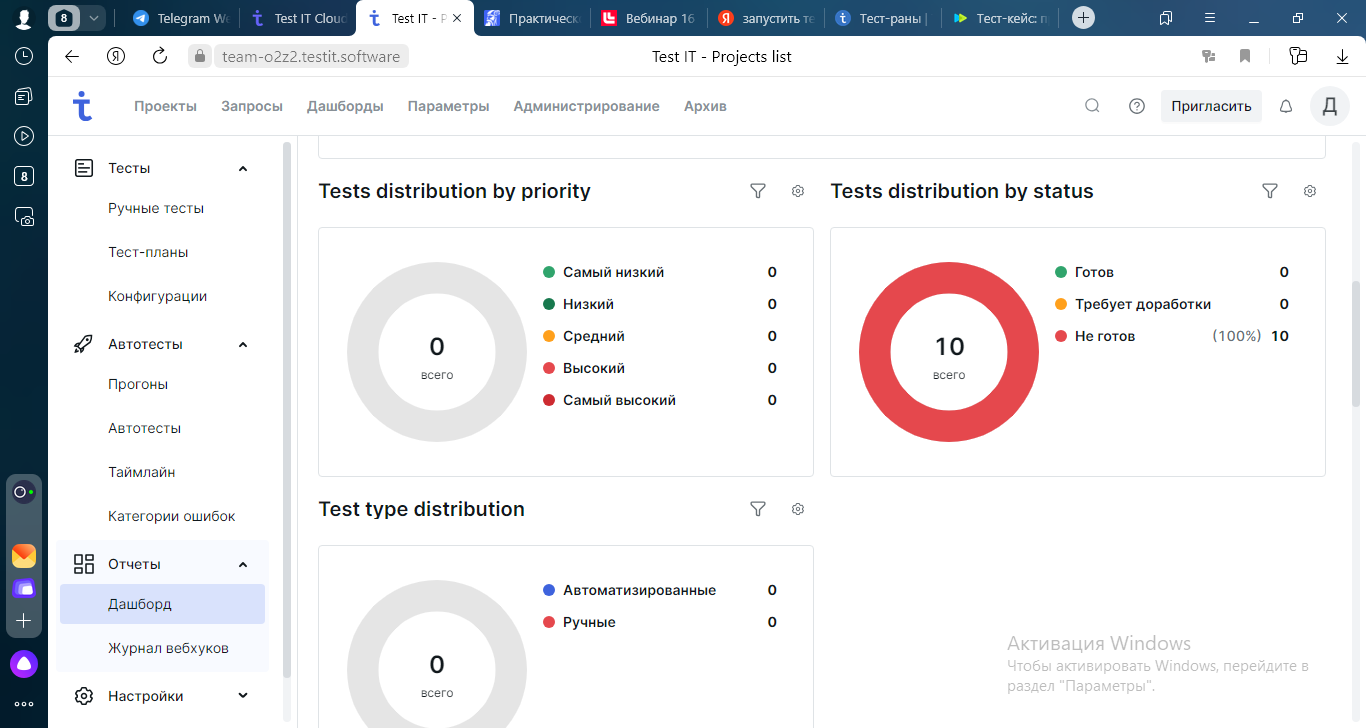 8
Telegram We
Test IT Cloud
Test IT - P
Практическ
Вебинар 16
запустить те
Тест-раны |
Тест-кейс: п
team-o2z2.testit.software
Test IT - Projects list
Проекты Запросы Дашборды Параметры Администрирование Архив
Пригласить
Д
8
Тесты
Ручные тесты
Тест-планы
Конфигурации
Автотесты
Прогоны
Автотесты
Таймлайн
Категории ошибок
Отчеты
Дашборд
Журнал вебхуков
Настройки
Tests distribution by priority
0
всего
Самый низкий 0
Низкий 0
Средний 0
Высокий 0
Самый высокий 0
Tests distribution by status
10
всего
Готов 0
Требует доработки 0
Не готов (100%) 10
Test type distribution
0
всего
Автоматизированные 0
Ручные 0
Активация Windows
Чтобы активировать Windows, перейдите в
раздел "Параметры".